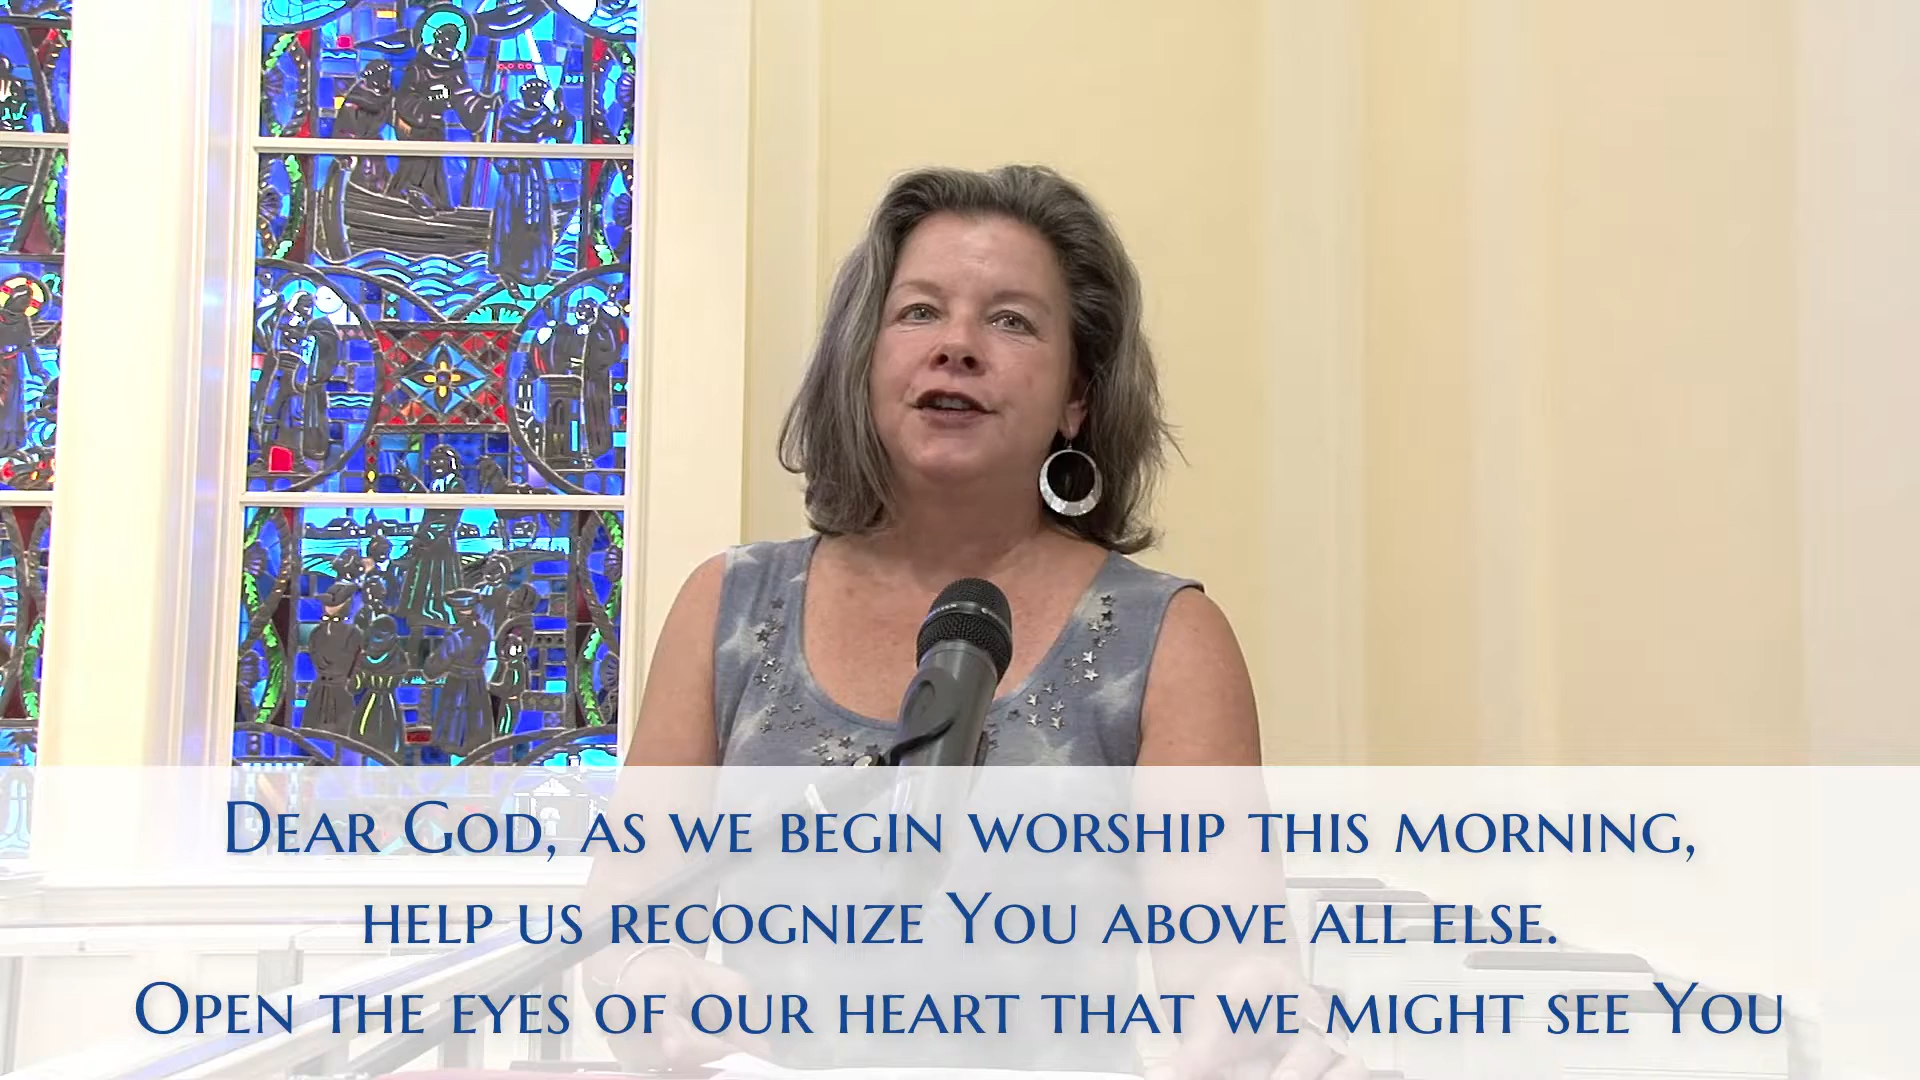 Dear God, as we begin worship this morning,
help us recognize You above all else.
Open the eyes of our heart that we might see You